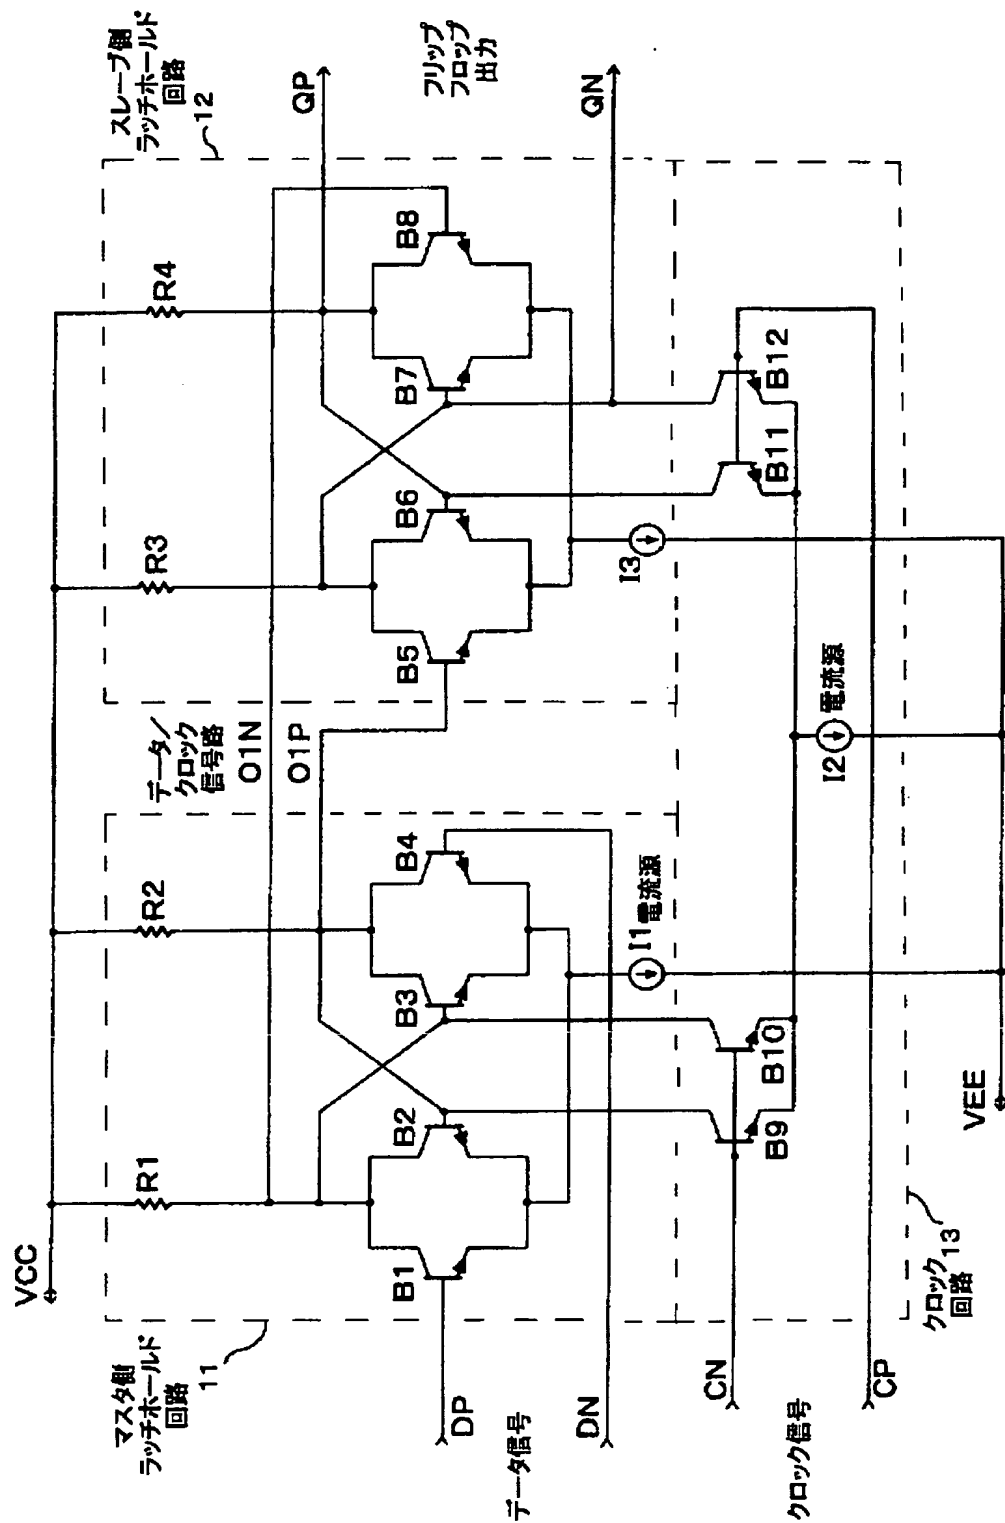 スレーブ側
ラッチホールド
回路
12
フリップ
フロップ
出力
QP
QN
R4
B8
B7
B12
B11
R3
B6
B5
I3
データ/
クロック
信号路
O1N
O1P
I2 電流源
R2
B4
B3
I1 電流源
B10
B9
VEE
R1
B2
B1
VCC
マスタ側
ラッチホールド
回路
11
クロック
回路
13
DP
データ信号
DN
CN
クロック信号
CP